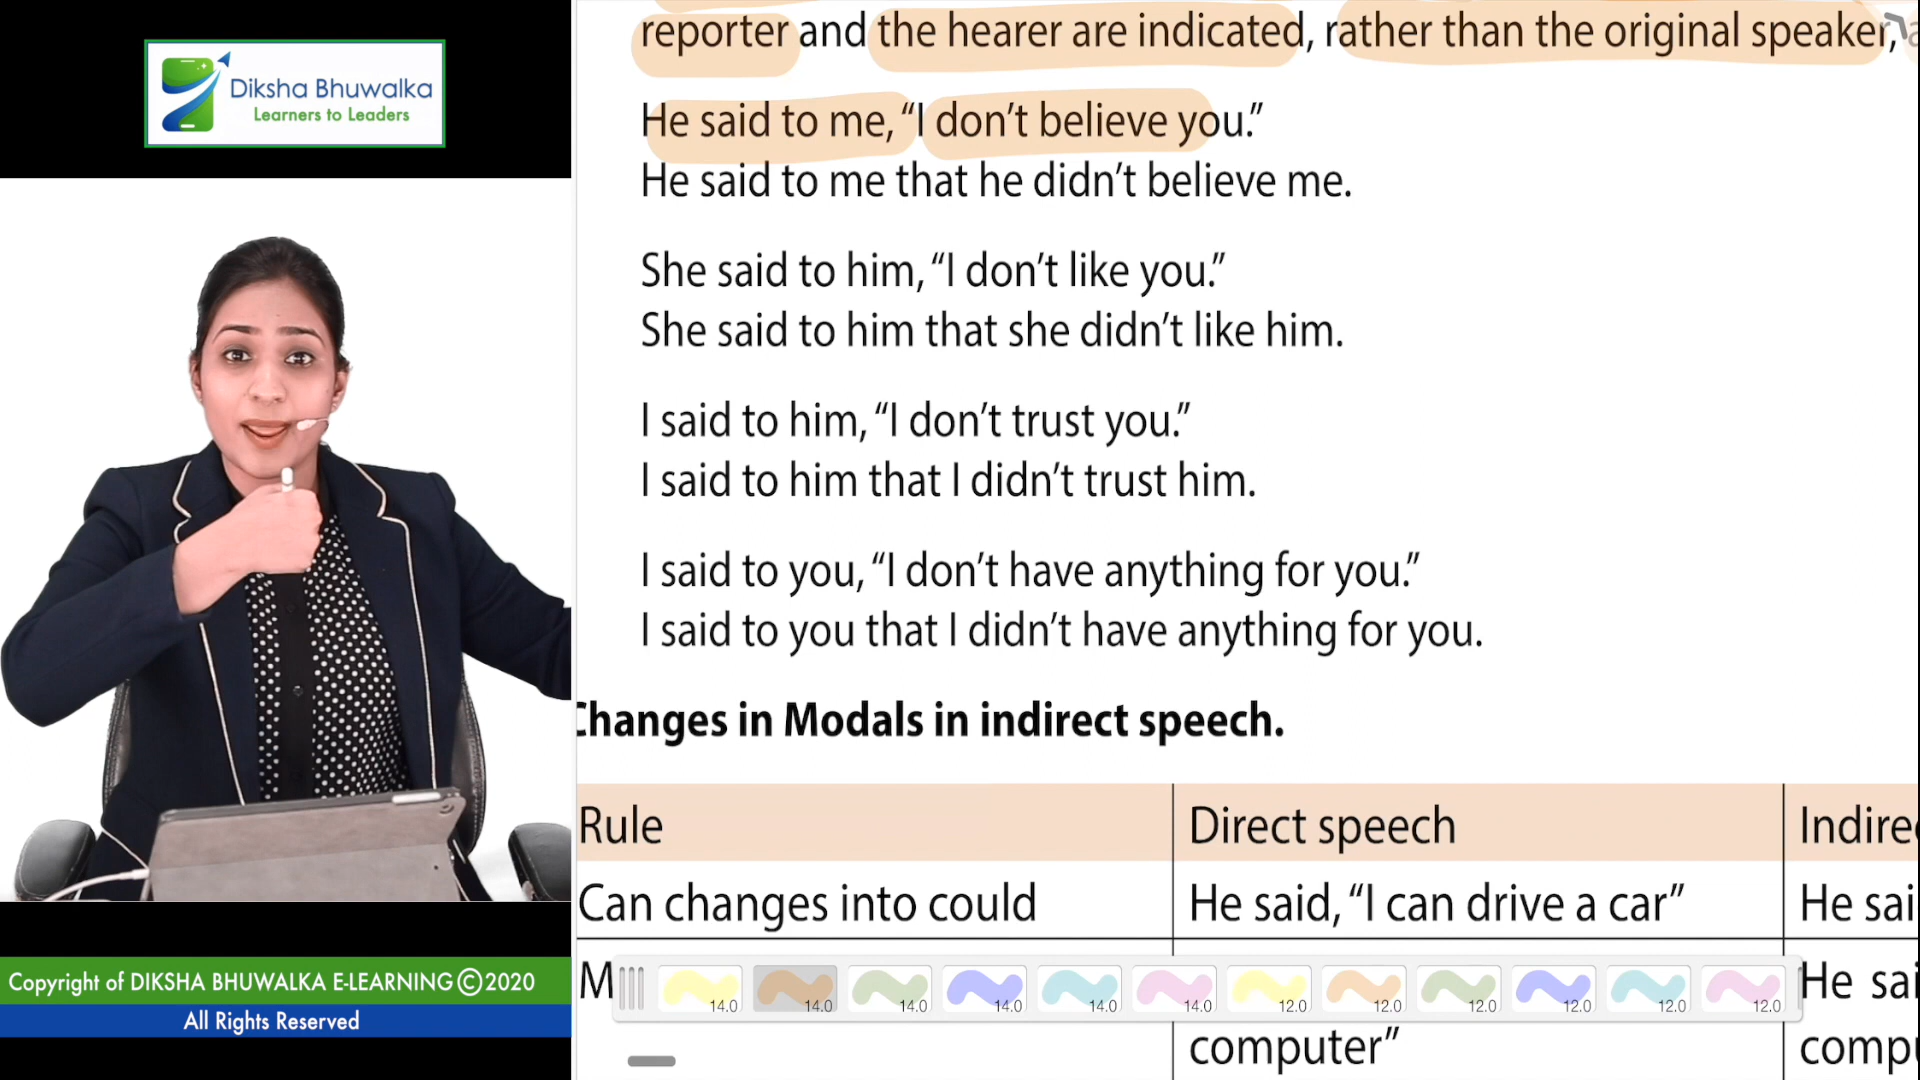 Diksha Bhuwalka
Learners to Leaders
reporter and the hearer are indicated, rather than the original speaker,
He said to me, “I don’t believe you.”
He said to me that he didn’t believe me.
She said to him, “I don’t like you.”
She said to him that she didn’t like him.
I said to him, “I don’t trust you.”
I said to him that I didn’t trust him.
I said to you, “I don’t have anything for you.”
I said to you that I didn’t have anything for you.
Changes in Modals in indirect speech.
Rule Direct speech
Can changes into could He said, “I can drive a car” He
He
14.0 14.0 14.0 14.0 14.0 14.0 12.0 12.0 12.0 12.0 12.0 12.0
computer”
Copyright of DIKSHA BHUWALKA E-LEARNING©2020
All Rights Reserved